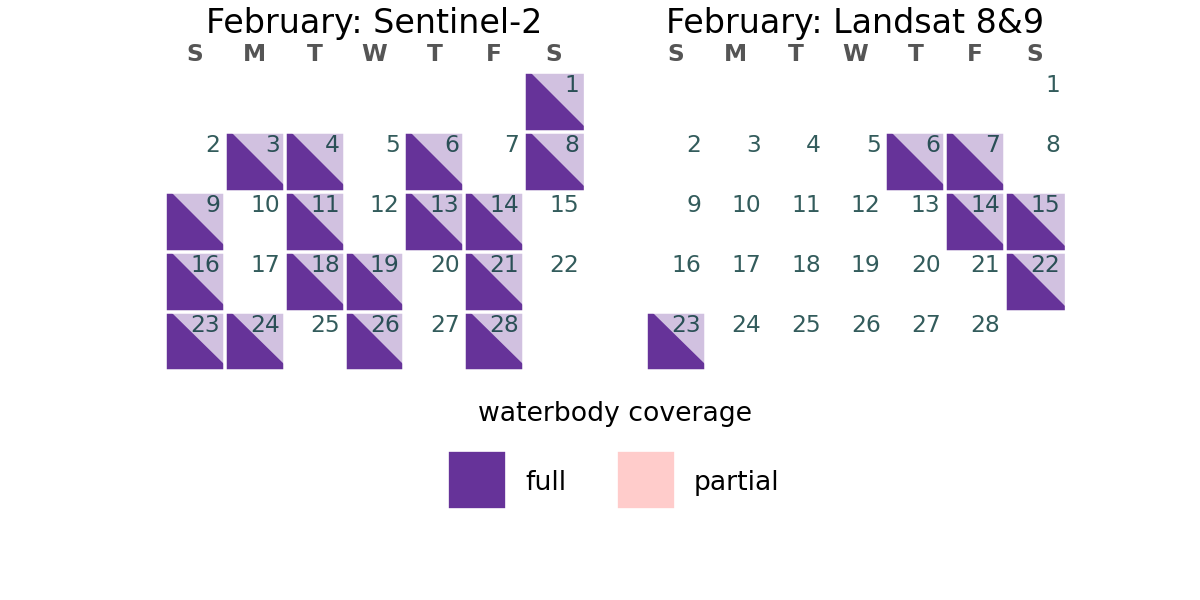 February: Sentinel-2
S M T W T F S
1
2 3 4 5 6 7 8
9 10 11 12 13 14 15
16 17 18 19 20 21 22
23 24 25 26 27 28
February: Landsat 8&9
S M T W T F S
1
2 3 4 5 6 7 8
9 10 11 12 13 14 15
16 17 18 19 20 21 22
23 24 25 26 27 28
waterbody coverage
full partial